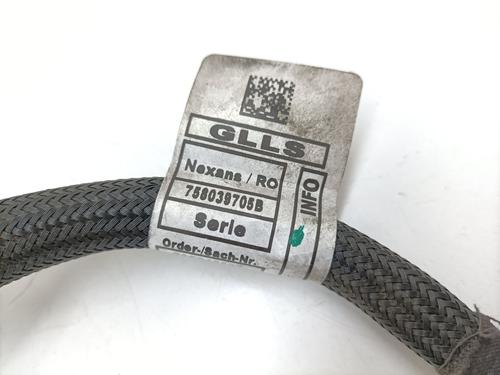 GLLS
Nexans / RO
758039705B
Serie
Order-/Sach-Nr.
INFO